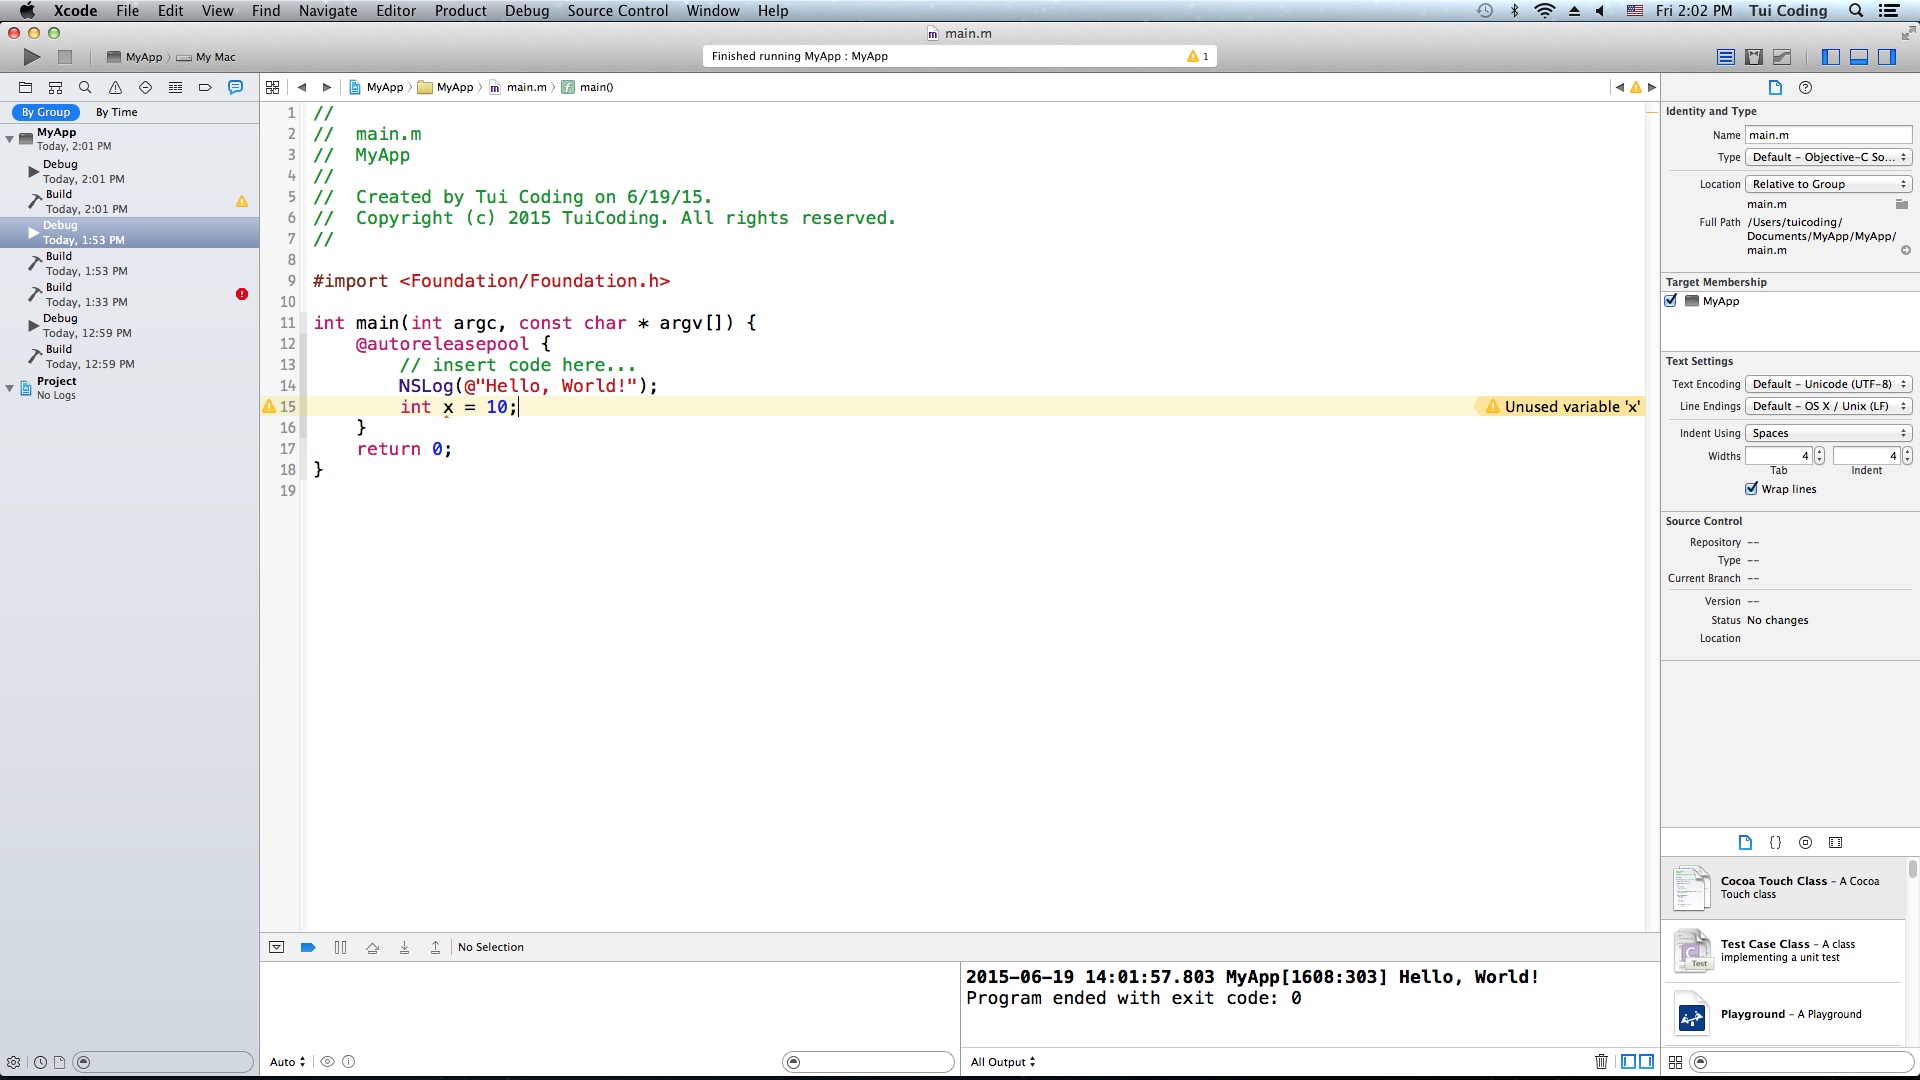 Xcode File Edit View Find Navigate Editor Product Debug Source Control Window Help Fri 2:02 PM Tui Coding
main.m
MyApp My Mac
Finished running MyApp : MyApp 1
MyApp MyApp main.m main()
By Group By Time
MyApp
Today, 2:01 PM
Debug
Today, 2:01 PM
Build
Today, 2:01 PM
Debug
Today, 1:53 PM
Build
Today, 1:53 PM
Build
Today, 1:33 PM
Debug
Today, 12:59 PM
Build
Today, 12:59 PM
Project
No Logs
1 //
2 //  main.m
3 //  MyApp
4 //
5 //  Created by Tui Coding on 6/19/15.
6 //  Copyright (c) 2015 TuiCoding. All rights reserved.
7 //
8
9 #import <Foundation/Foundation.h>
10
11 int main(int argc, const char * argv[]) {
12     @autoreleasepool {
13         // insert code here...
14         NSLog(@"Hello, World!");
15         int x = 10; Unused variable 'x'
16     }
17     return 0;
18 }
19
No Selection
2015-06-19 14:01:57.803 MyApp[1608:303] Hello, World!
Program ended with exit code: 0
Auto
All Output
Identity and Type
Name main.m
Type Default - Objective-C So...
Location Relative to Group
main.m
Full Path /Users/tuicoding/
Documents/MyApp/MyApp/
main.m
Target Membership
MyApp
Text Settings
Text Encoding Default - Unicode (UTF-8)
Line Endings Default - OS X / Unix (LF)
Indent Using Spaces
Widths 4 4
Tab Indent
Wrap lines
Source Control
Repository --
Type --
Current Branch --
Version --
Status No changes
Location
{}
Cocoa Touch Class - A Cocoa
Touch class
Test
Test Case Class - A class
implementing a unit test
Playground - A Playground